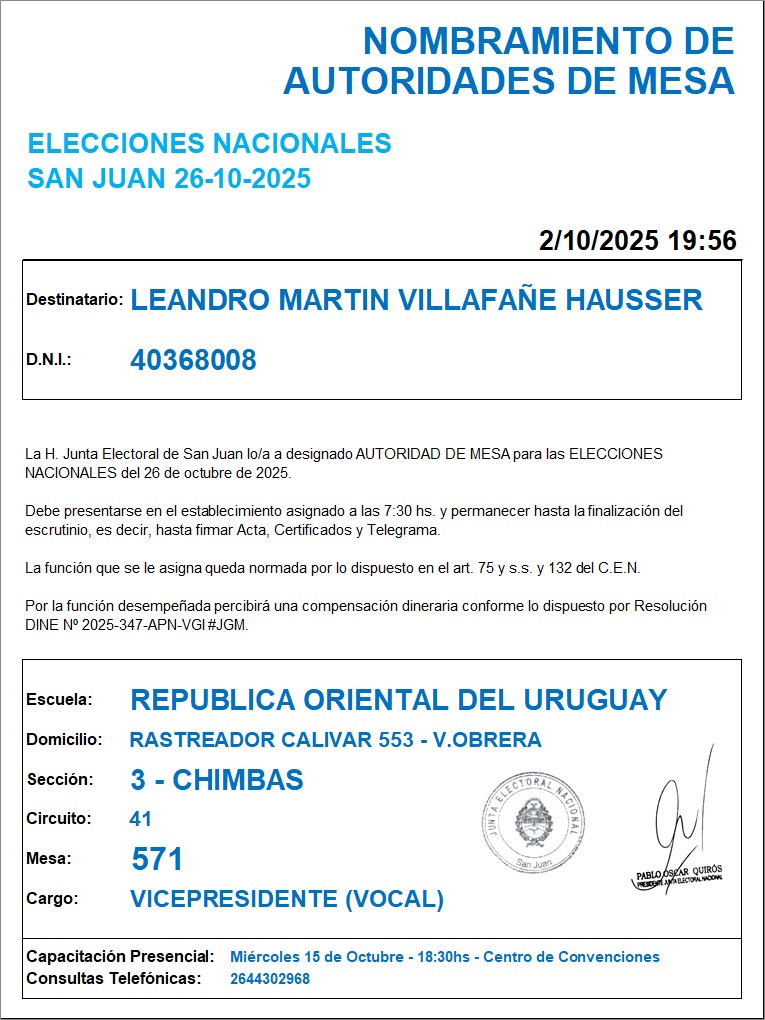 NOMBRAMIENTO DE
AUTORIDADES DE MESA
ELECCIONES NACIONALES
SAN JUAN 26-10-2025
2/10/2025 19:56
Destinatario: LEANDRO MARTIN VILLAFAÑE HAUSSER
D.N.I.: 40368008
La H. Junta Electoral de San Juan lo/a a designado AUTORIDAD DE MESA para las ELECCIONES
NACIONALES del 26 de octubre de 2025.
Debe presentarse en el establecimiento asignado a las 7:30 hs. y permanecer hasta la finalización del
escrutinio, es decir, hasta firmar Acta, Certificados y Telegrama.
La función que se le asigna queda normada por lo dispuesto en el art. 75 y s.s. y 132 del C.E.N.
Por la función desempeñada percibirá una compensación dineraria conforme lo dispuesto por Resolución
DINE Nº 2025-347-APN-VGI#JGM.
Escuela: REPUBLICA ORIENTAL DEL URUGUAY
Domicilio: RASTREADOR CALIVAR 553 - V.OBRERA
Sección: 3 - CHIMBAS
Circuito: 41
Mesa: 571
Cargo: VICEPRESIDENTE (VOCAL)
JUNTA ELECTORAL NACIONAL
San Juan
PABLO OSCAR QUIRÓS
PRESIDENTE JUNTA ELECTORAL NACIONAL
Capacitación Presencial: Miércoles 15 de Octubre - 18:30hs - Centro de Convenciones
Consultas Telefónicas: 2644302968